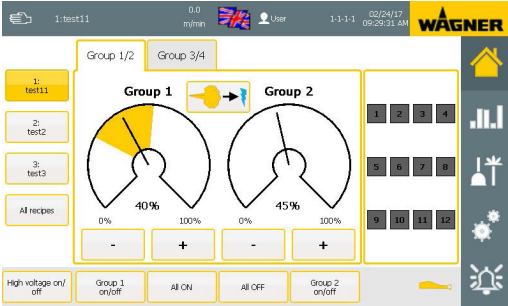 1:test11
0.0
m/min
User
1-1-1-1
02/24/17
09:29:31 AM
WAGNER
Group 1/2
Group 3/4
1:
test11
2:
test2
3:
test3
All recipes
Group 1
Group 2
40%
0%
100%
45%
0%
100%
-
+
-
+
1 2 3 4
5 6 7 8
9 10 11 12
High voltage on/
off
Group 1
on/off
All ON
All OFF
Group 2
on/off